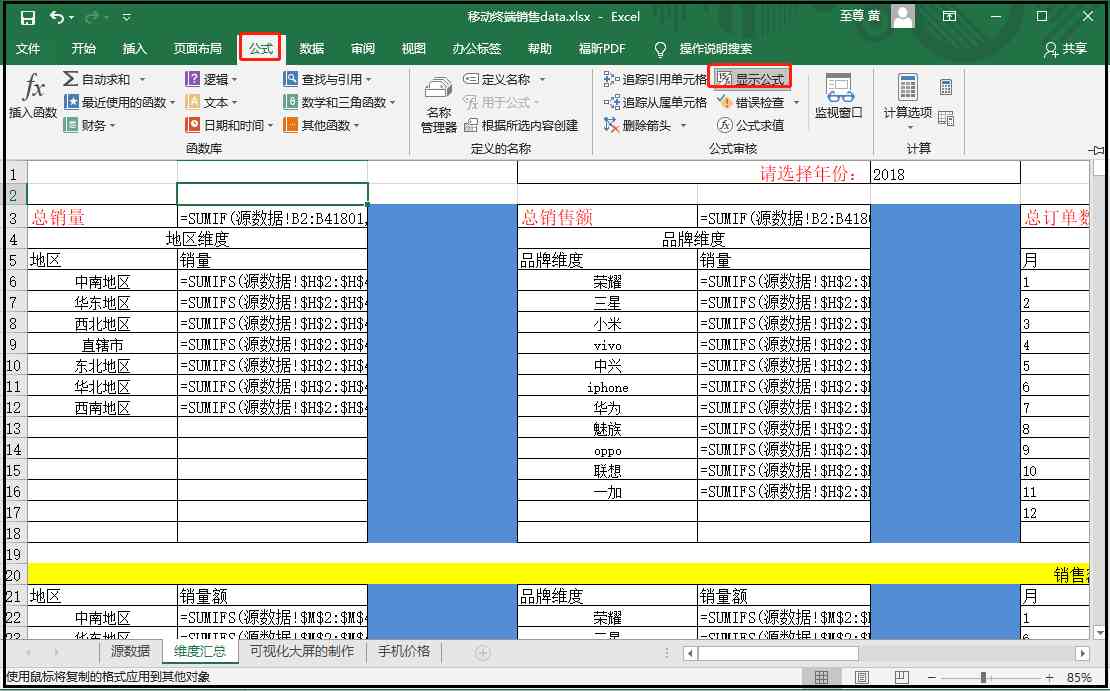 移动终端销售data.xlsx - Excel
至尊 黄
文件 开始 插入 页面布局 公式 数据 审阅 视图 办公标签 帮助 福昕PDF 操作说明搜索 共享
fx 插入函数
Σ 自动求和
最近使用的函数
财务
? 逻辑
A 文本
日期和时间
查找与引用
θ 数学和三角函数
其他函数
函数库
名称
管理器
定义名称
用于公式
根据所选内容创建
定义的名称
追踪引用单元格
追踪从属单元格
删除箭头
显示公式
错误检查
公式求值
公式审核
监视窗口
计算选项
计算
1 请选择年份: 2018
2
3 总销量 =SUMIF(源数据!B2:B41801, 总销售额 =SUMIF(源数据!B2:B4180 总订单数
4 地区维度 品牌维度
5 地区 销量 品牌维度 销量 月
6 中南地区 =SUMIFS(源数据!$H$2:$H$4 荣耀 =SUMIFS(源数据!$H$2:$ 1
7 华东地区 =SUMIFS(源数据!$H$2:$H$4 三星 =SUMIFS(源数据!$H$2:$ 2
8 西北地区 =SUMIFS(源数据!$H$2:$H$4 小米 =SUMIFS(源数据!$H$2:$ 3
9 直辖市 =SUMIFS(源数据!$H$2:$H$4 vivo =SUMIFS(源数据!$H$2:$ 4
10 东北地区 =SUMIFS(源数据!$H$2:$H$4 中兴 =SUMIFS(源数据!$H$2:$ 5
11 华北地区 =SUMIFS(源数据!$H$2:$H$4 iphone =SUMIFS(源数据!$H$2:$ 6
12 西南地区 =SUMIFS(源数据!$H$2:$H$4 华为 =SUMIFS(源数据!$H$2:$ 7
13 魅族 =SUMIFS(源数据!$H$2:$ 8
14 oppo =SUMIFS(源数据!$H$2:$ 9
15 联想 =SUMIFS(源数据!$H$2:$ 10
16 一加 =SUMIFS(源数据!$H$2:$ 11
17 12
18
19
20 销售
21 地区 销量额 品牌维度 销量额 月
22 中南地区 =SUMIFS(源数据!$M$2:$M$4 荣耀 =SUMIFS(源数据!$M$2:$ 1
源数据 维度汇总 可视化大屏的制作 手机价格
使用鼠标将复制的格式应用到其他对象
85%